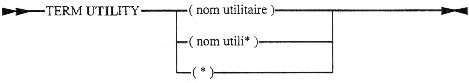 TERM UTILITY ( nom utilitaire )
( nom utili* )
( * )